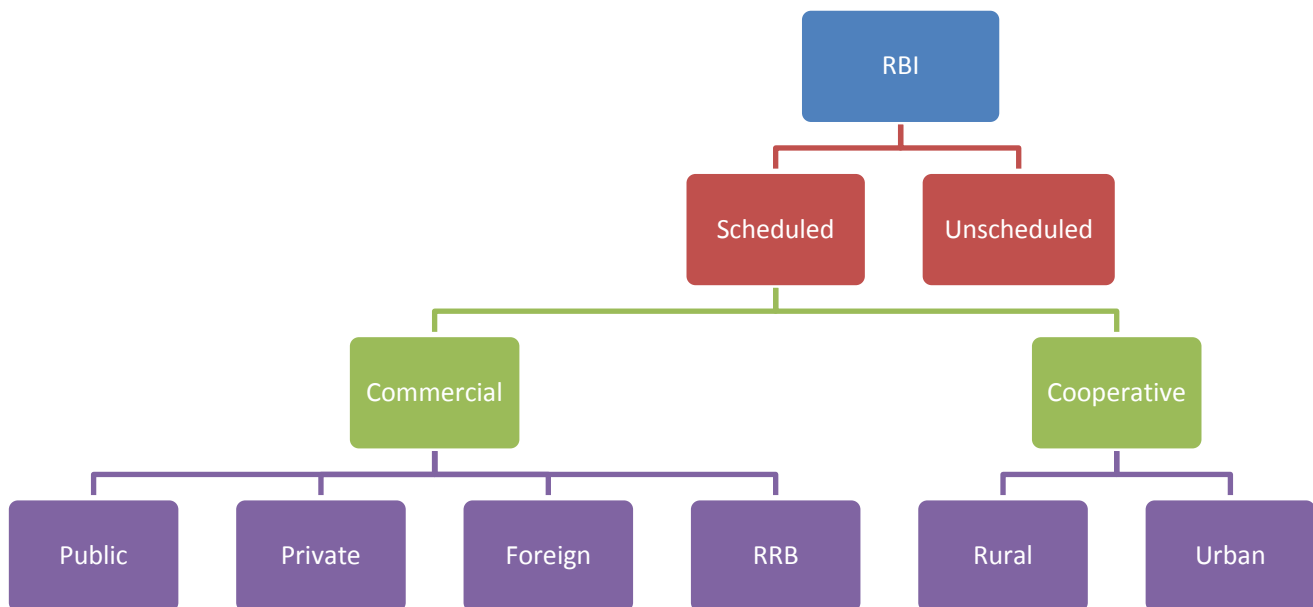 RBI
Scheduled
Unscheduled
Commercial
Cooperative
Public
Private
Foreign
RRB
Rural
Urban